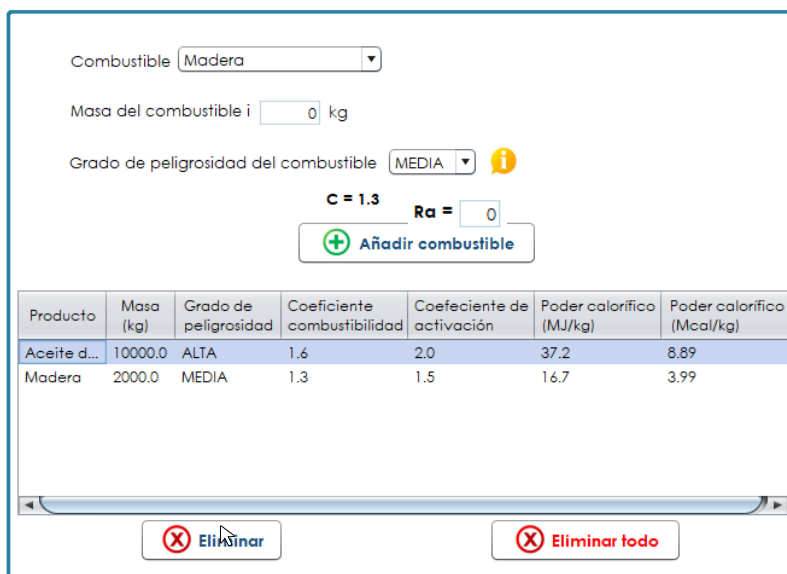 Combustible Madera
Masa del combustible i 0 kg
Grado de peligrosidad del combustible MEDIA i
C = 1.3 Ra = 0
Añadir combustible
Producto Masa (kg) Grado de peligrosidad Coeficiente combustibilidad Coefeciente de activación Poder calorífico (MJ/kg) Poder calorífico (Mcal/kg)
Aceite d... 10000.0 ALTA 1.6 2.0 37.2 8.89
Madera 2000.0 MEDIA 1.3 1.5 16.7 3.99
Eliminar Eliminar todo